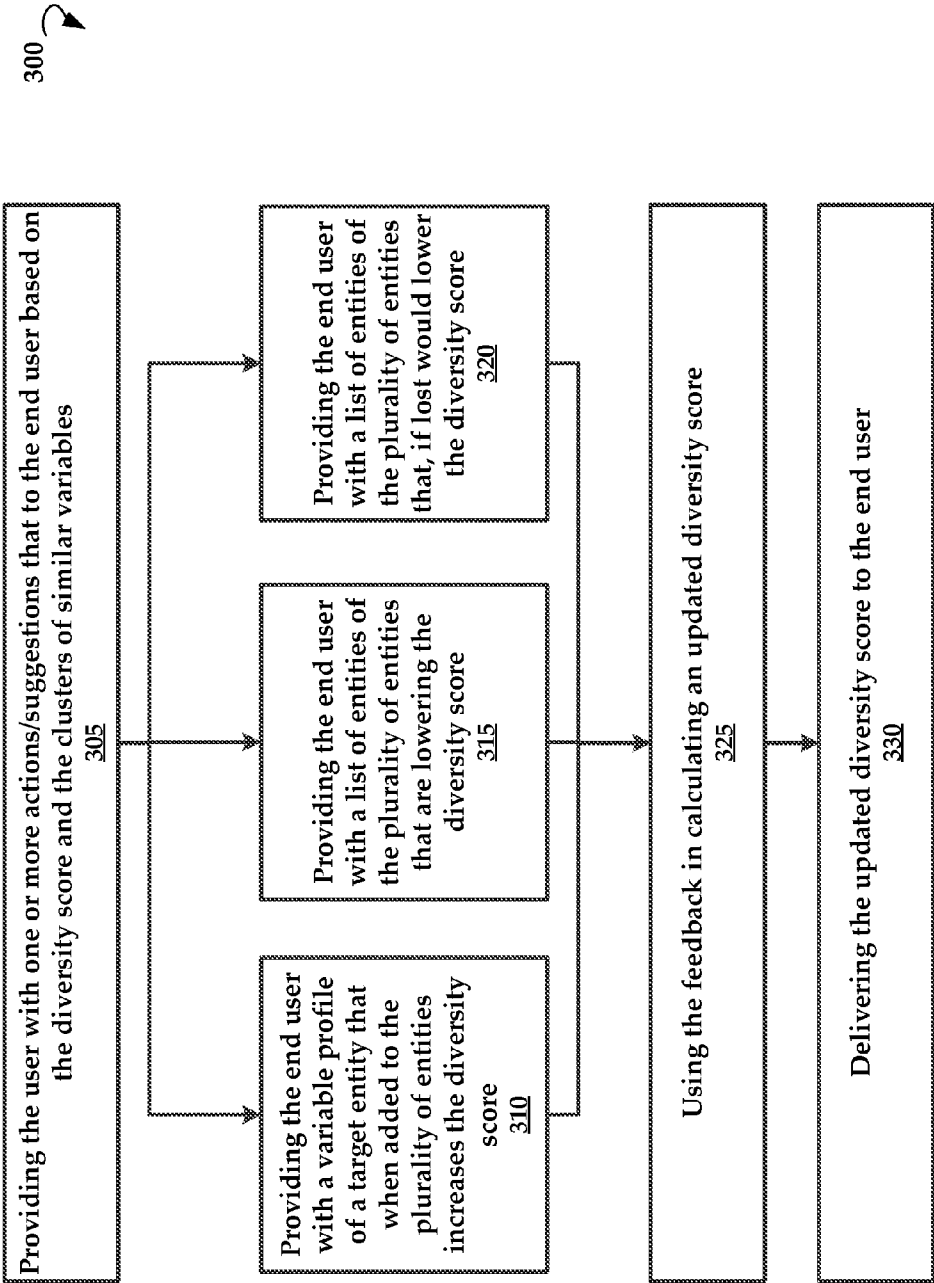 300
Providing the user with one or more actions/suggestions that to the end user based on
the diversity score and the clusters of similar variables
305
Providing the end user
with a variable profile
of a target entity that
when added to the
plurality of entities
increases the diversity
score
310
Providing the end user
with a list of entities of
the plurality of entities
that are lowering the
diversity score
315
Providing the end user
with a list of entities of
the plurality of entities
that, if lost would lower
the diversity score
320
Using the feedback in calculating an updated diversity score
325
Delivering the updated diversity score to the end user
330